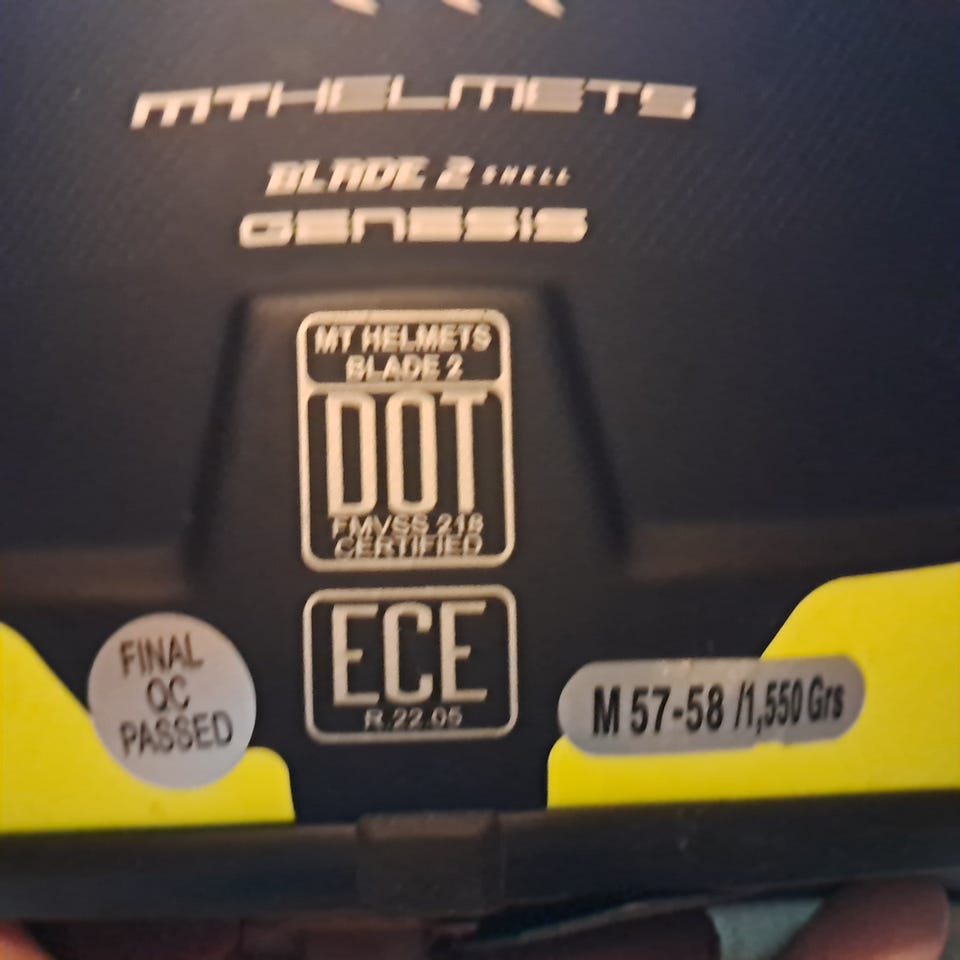 MTHELMETS
BLADE 2 SHELL
GENESIS
MT HELMETS
BLADE 2
DOT
FMVSS 218
CERTIFIED
ECE
R.22.05
FINAL
QC
PASSED
M 57-58 /1,550 Grs